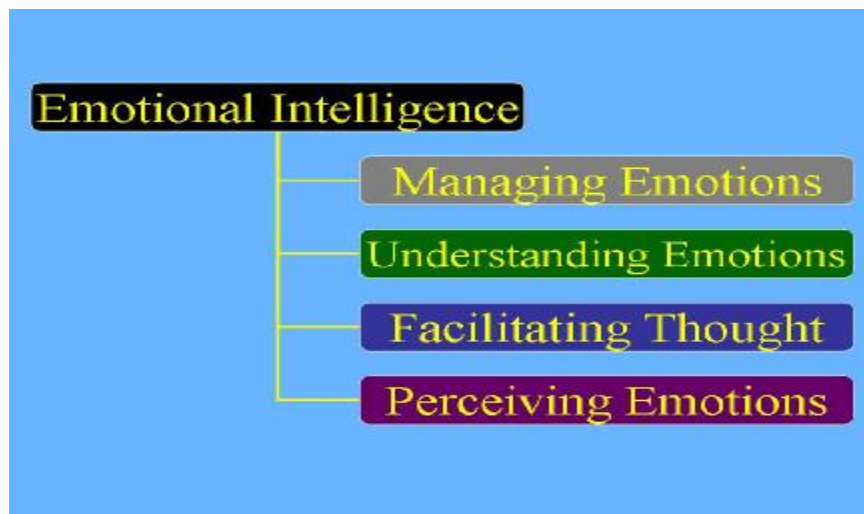 Emotional Intelligence
Managing Emotions
Understanding Emotions
Facilitating Thought
Perceiving Emotions